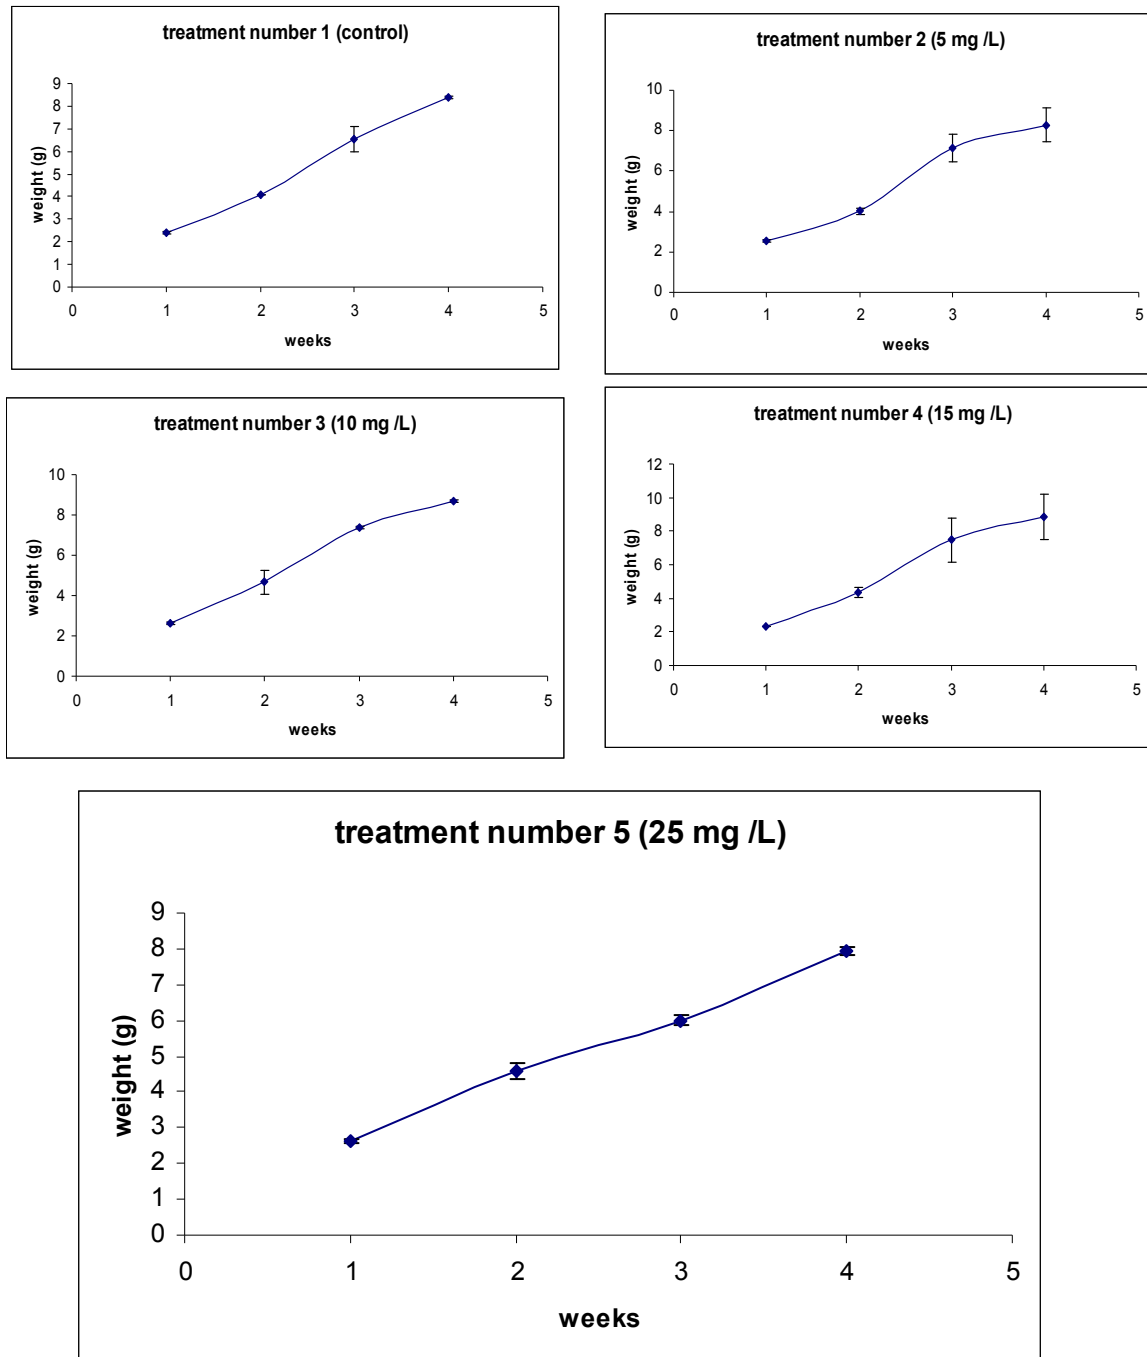 treatment number 1 (control)
9
8
7
6
5
4
3
2
1
0
weight (g)
0 1 2 3 4 5
weeks
treatment number 2 (5 mg /L)
10
8
6
4
2
0
weight (g)
0 1 2 3 4 5
weeks
treatment number 3 (10 mg /L)
10
8
6
4
2
0
weight (g)
0 1 2 3 4 5
weeks
treatment number 4 (15 mg /L)
12
10
8
6
4
2
0
weight (g)
0 1 2 3 4 5
weeks
treatment number 5 (25 mg /L)
9
8
7
6
5
4
3
2
1
0
weight (g)
0 1 2 3 4 5
weeks